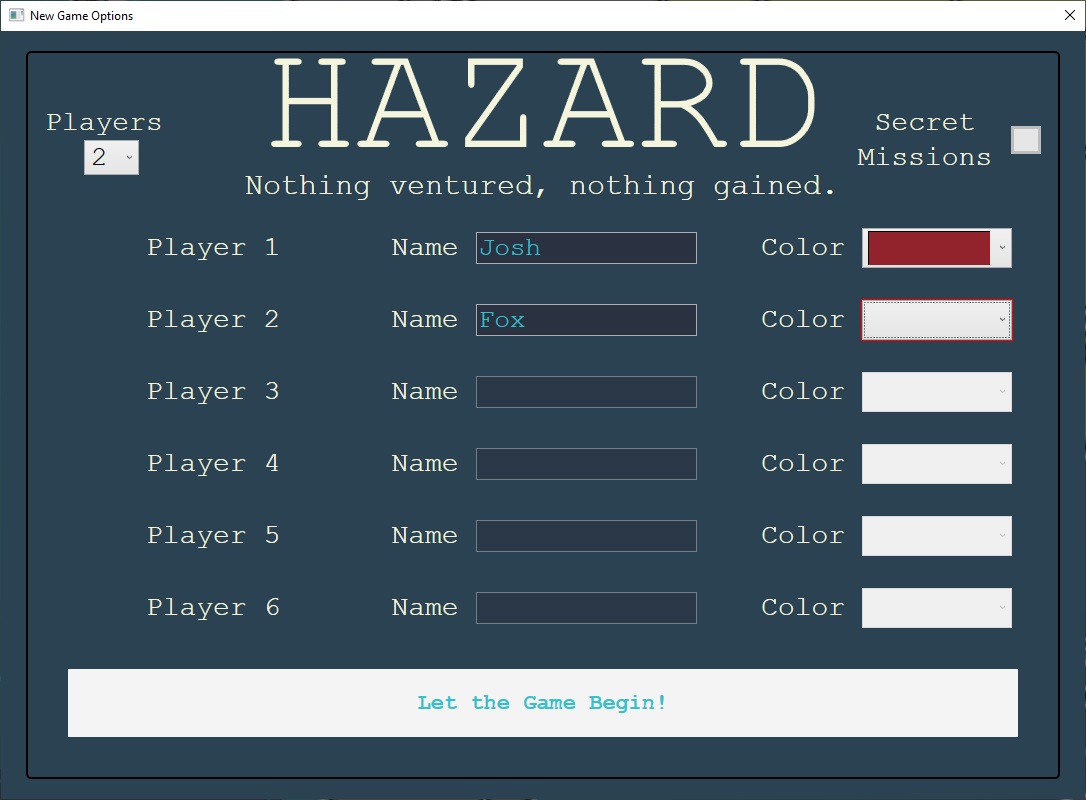 New Game Options
HAZARD
Players
2
Secret
Missions
Nothing ventured, nothing gained.
Player 1 Name Josh Color
Player 2 Name Fox Color
Player 3 Name Color
Player 4 Name Color
Player 5 Name Color
Player 6 Name Color
Let the Game Begin!